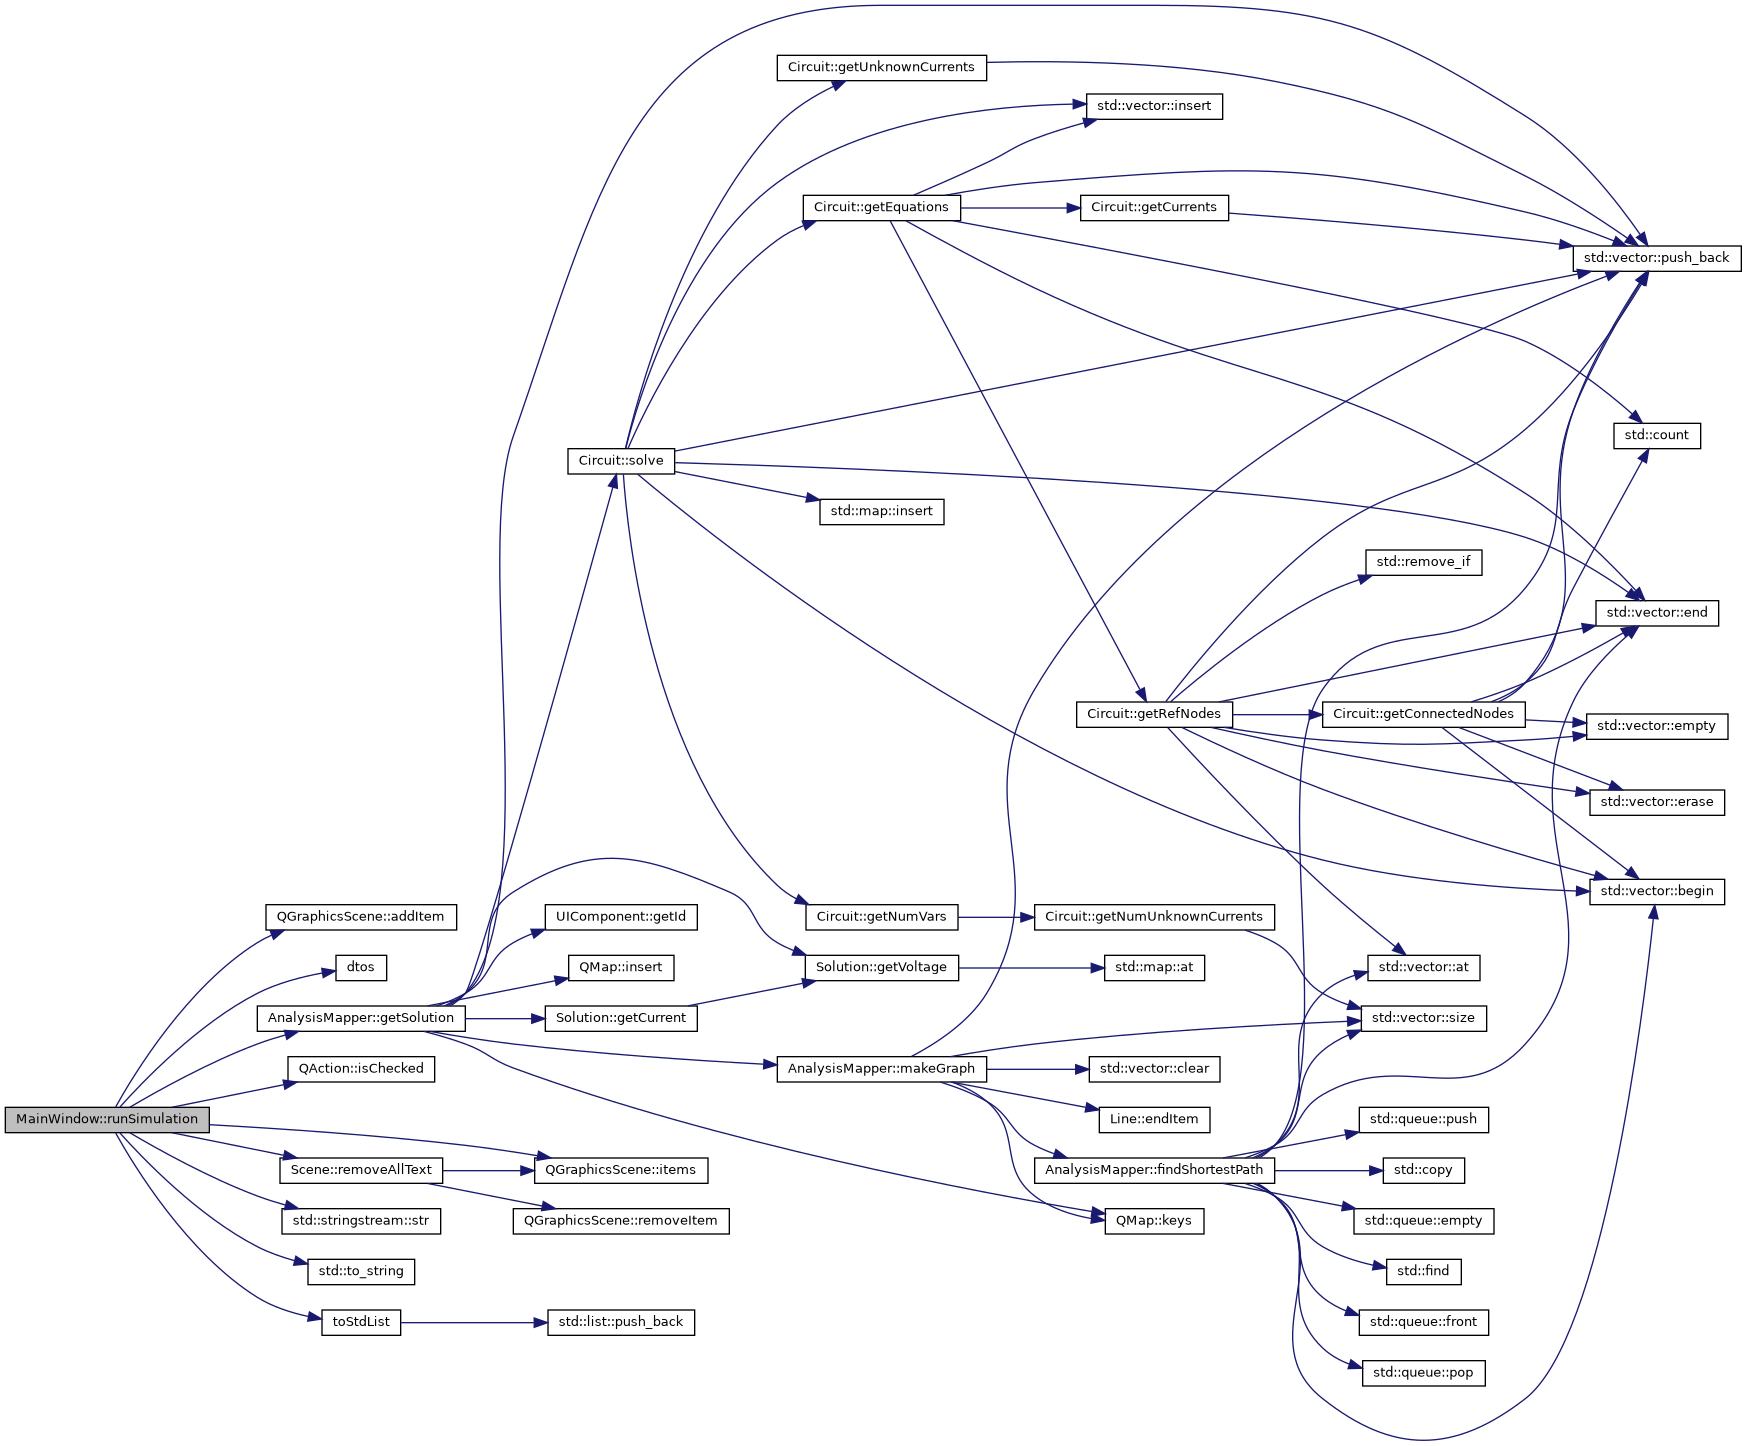 Circuit::getUnknownCurrents
std::vector::insert
Circuit::getEquations
Circuit::getCurrents
std::vector::push_back
std::count
Circuit::solve
std::map::insert
std::remove_if
std::vector::end
Circuit::getRefNodes
Circuit::getConnectedNodes
std::vector::empty
std::vector::erase
std::vector::begin
QGraphicsScene::addItem
UIComponent::getId
Circuit::getNumVars
Circuit::getNumUnknownCurrents
dtos
QMap::insert
Solution::getVoltage
std::map::at
std::vector::at
AnalysisMapper::getSolution
Solution::getCurrent
std::vector::size
QAction::isChecked
AnalysisMapper::makeGraph
std::vector::clear
MainWindow::runSimulation
Line::endItem
std::queue::push
Scene::removeAllText
QGraphicsScene::items
AnalysisMapper::findShortestPath
std::copy
std::stringstream::str
QGraphicsScene::removeItem
QMap::keys
std::queue::empty
std::to_string
std::find
toStdList
std::list::push_back
std::queue::front
std::queue::pop